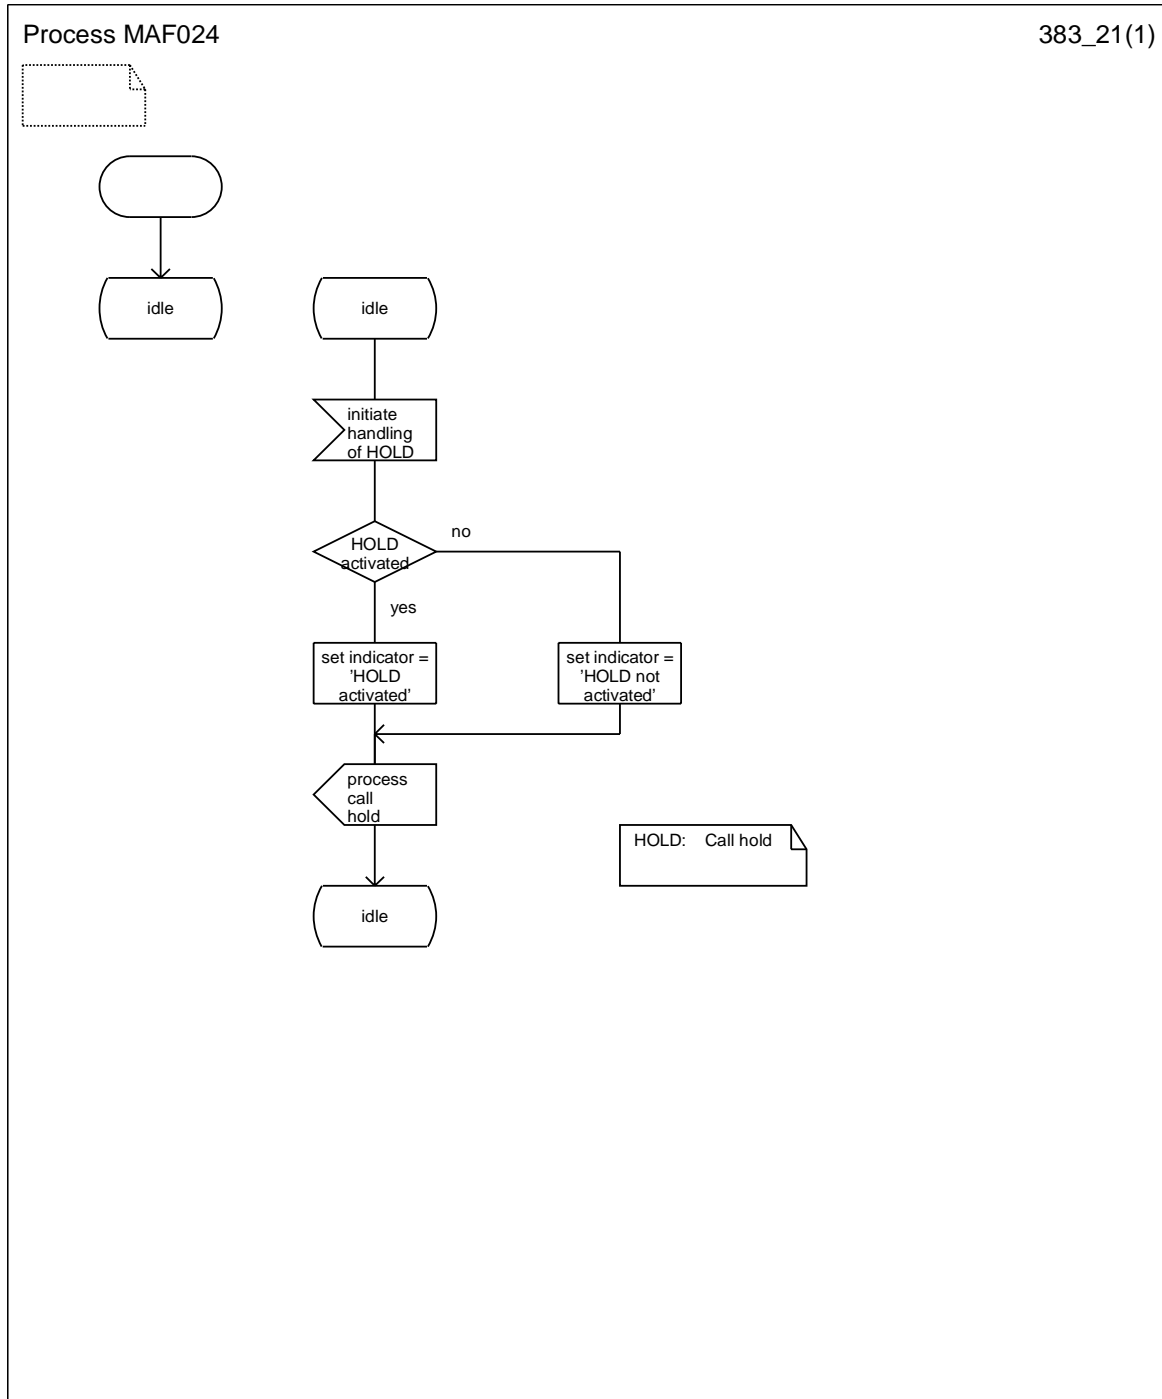 Process MAF024
383_21(1)
idle
idle
initiate
handling
of HOLD
no
HOLD
activated
yes
set indicator =
’HOLD
activated’
set indicator =
’HOLD not
activated’
process
call
hold
HOLD: Call hold
idle